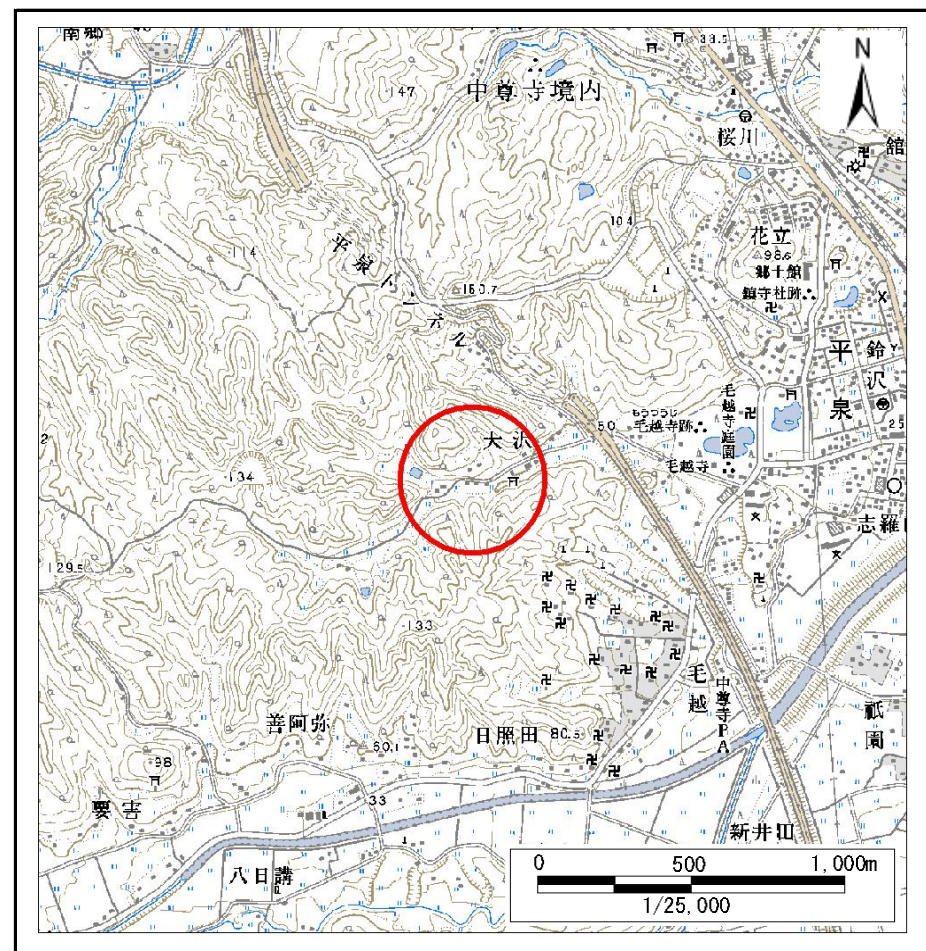 南郷
38.5
N
147
中尊寺境内
桜川
舘
104
花立
98.6
郷土館
鎮守社跡
114
平泉トンネル
160.7
平泉
鈴沢
毛越寺庭園
もうつうじ
毛越寺跡
毛越寺
50
25
大沢
134
志羅山
129.5
133
毛越
中尊寺PA
祇園
善阿弥
日照田
80.5
60.1
98
要害
33
新井田
八日講
0 500 1,000m
1/25,000